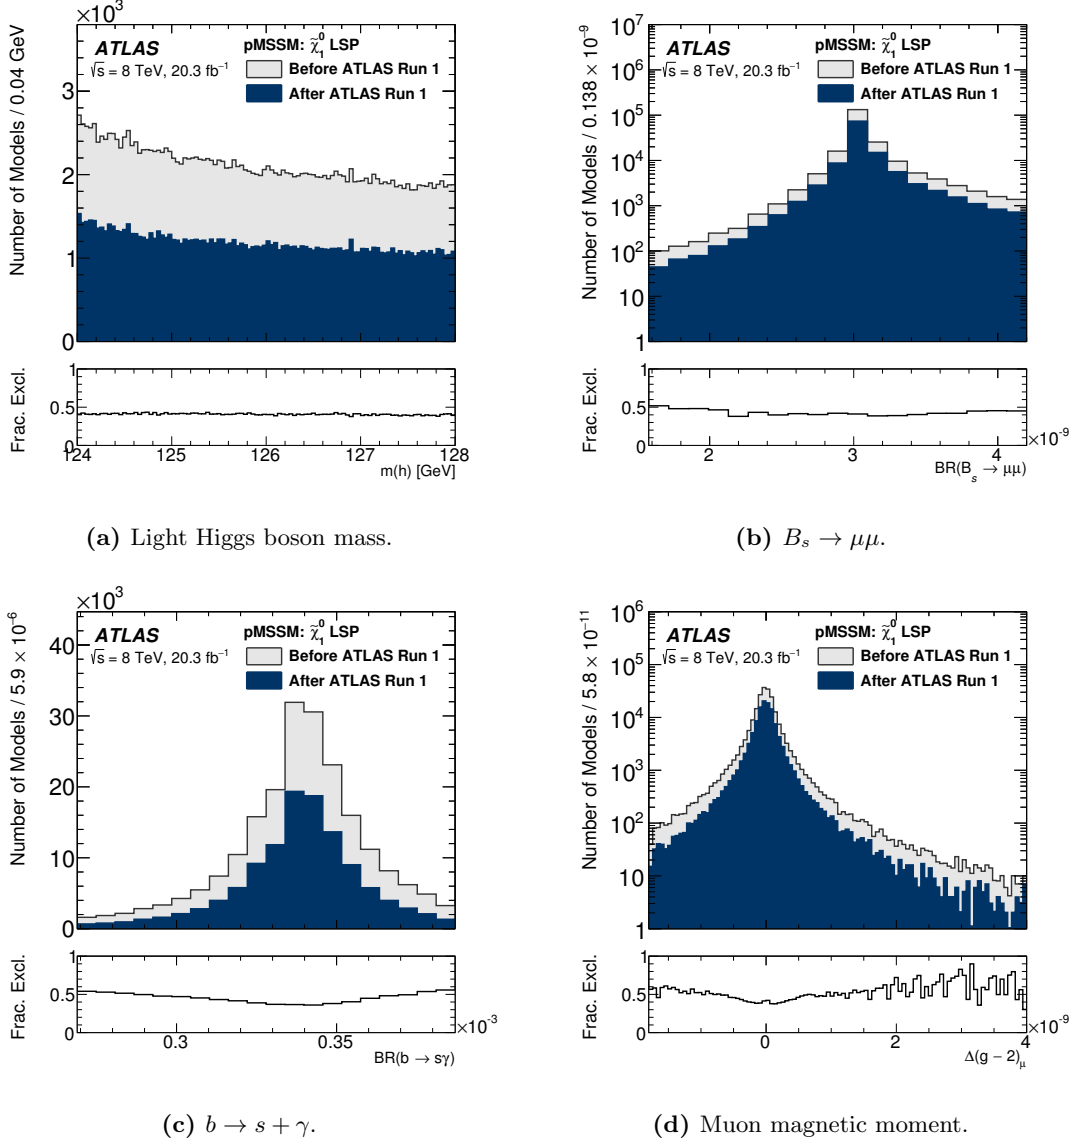 ×10³
Number of Models / 0.04 GeV
ATLAS
√s = 8 TeV, 20.3 fb⁻¹
pMSSM: χ̃₁⁰ LSP
Before ATLAS Run 1
After ATLAS Run 1
3
2
1
0
Frac. Excl.
1
0.5
0
124 125 126 127 128
m(h) [GeV]
(a) Light Higgs boson mass.
Number of Models / 0.138 × 10⁻⁹
ATLAS
√s = 8 TeV, 20.3 fb⁻¹
pMSSM: χ̃₁⁰ LSP
Before ATLAS Run 1
After ATLAS Run 1
10⁷
10⁶
10⁵
10⁴
10³
10²
10
1
Frac. Excl.
1
0.5
0
2 3 4
×10⁻⁹
BR(B_s → μμ)
(b) B_s → μμ.
×10³
Number of Models / 5.9 × 10⁻⁶
ATLAS
√s = 8 TeV, 20.3 fb⁻¹
pMSSM: χ̃₁⁰ LSP
Before ATLAS Run 1
After ATLAS Run 1
40
30
20
10
0
Frac. Excl.
1
0.5
0
0.3 0.35
×10⁻³
BR(b → sγ)
(c) b → s + γ.
Number of Models / 5.8 × 10⁻¹¹
ATLAS
√s = 8 TeV, 20.3 fb⁻¹
pMSSM: χ̃₁⁰ LSP
Before ATLAS Run 1
After ATLAS Run 1
10⁶
10⁵
10⁴
10³
10²
10
1
Frac. Excl.
1
0.5
0
0 2 4
×10⁻⁹
Δ(g − 2)_μ
(d) Muon magnetic moment.